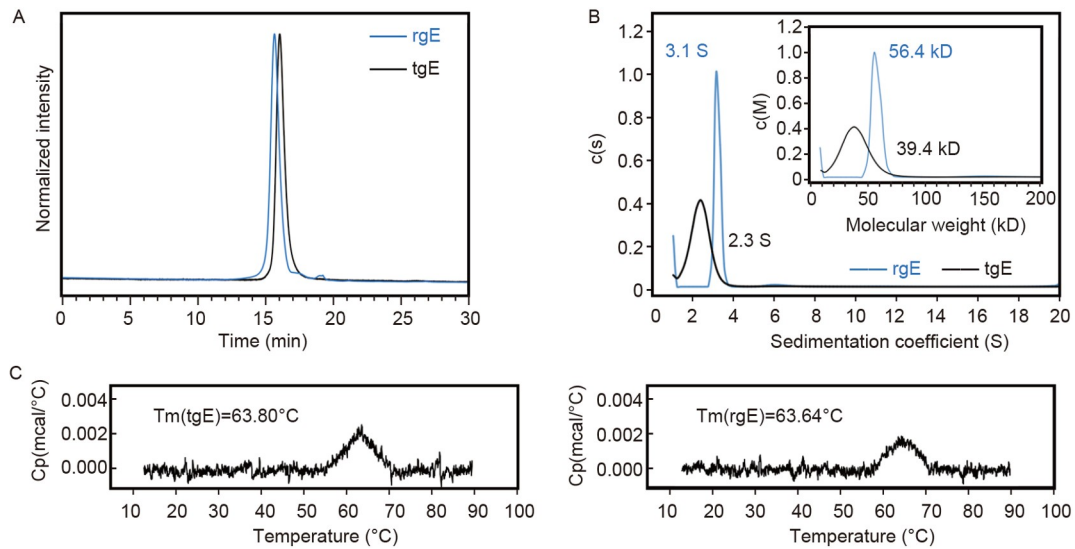 A
Normalized intensity
rgE
tgE
0 5 10 15 20 25 30
Time (min)
B
c(s)
1.2
1.0
0.8
0.6
0.4
0.2
0
3.1 S
2.3 S
rgE tgE
0 2 4 6 8 10 12 14 16 18 20
Sedimentation coefficient (S)
c(M)
1.2
1.0
0.8
0.6
0.4
0.2
0
56.4 kD
39.4 kD
0 50 100 150 200
Molecular weight (kD)
C
Cp(mcal/°C)
0.004
0.002
0.000
Tm(tgE)=63.80°C
10 20 30 40 50 60 70 80 90 100
Temperature (°C)
Cp(mcal/°C)
0.004
0.002
0.000
Tm(rgE)=63.64°C
10 20 30 40 50 60 70 80 90 100
Temperature (°C)